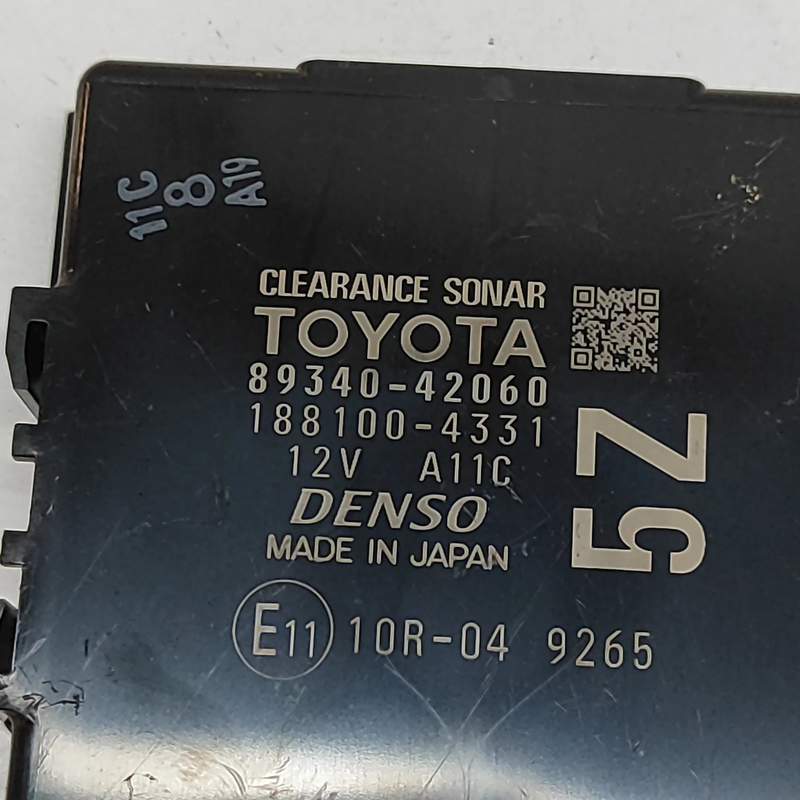 11C
8
A19
CLEARANCE SONAR
TOYOTA
89340-42060
188100-4331
12V A11C
DENSO
MADE IN JAPAN
5Z
E11 10R-04 9265